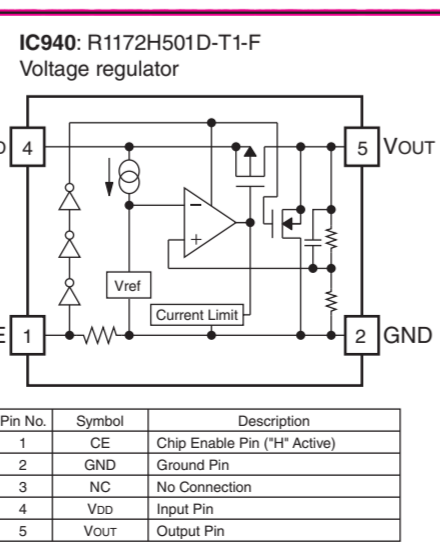 IC940: R1172H501D-T1-F
Voltage regulator
D 4
5 VOUT
Vref
Current Limit
E 1
2 GND
Pin No. Symbol Description
1 CE Chip Enable Pin ("H" Active)
2 GND Ground Pin
3 NC No Connection
4 VDD Input Pin
5 VOUT Output Pin